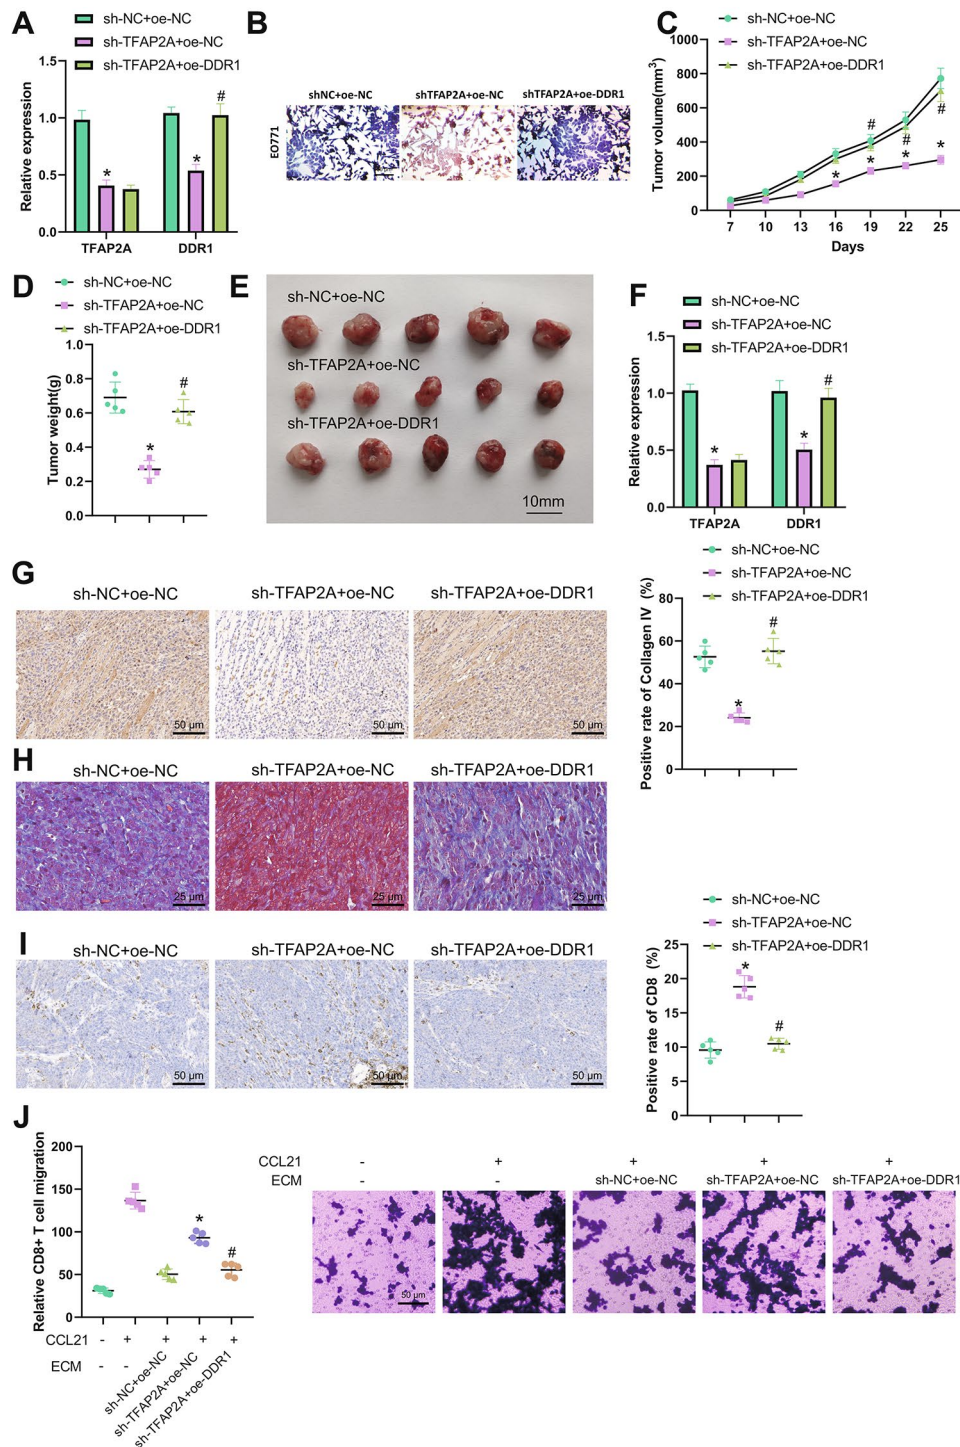 A
sh-NC+oe-NC
sh-TFAP2A+oe-NC
sh-TFAP2A+oe-DDR1
Relative expression
1.5
1.0
0.5
0.0
#
*
*
TFAP2A
DDR1
B
shNC+oe-NC
shTFAP2A+oe-NC
shTFAP2A+oe-DDR1
EO771
C
sh-NC+oe-NC
sh-TFAP2A+oe-NC
sh-TFAP2A+oe-DDR1
Tumor volume(mm³)
1000
800
600
400
200
0
#
#
#
*
*
*
*
7 10 13 16 19 22 25
Days
D
sh-NC+oe-NC
sh-TFAP2A+oe-NC
sh-TFAP2A+oe-DDR1
Tumor weight(g)
1.0
0.8
0.6
0.4
0.2
0.0
#
*
E
sh-NC+oe-NC
sh-TFAP2A+oe-NC
sh-TFAP2A+oe-DDR1
10mm
F
sh-NC+oe-NC
sh-TFAP2A+oe-NC
sh-TFAP2A+oe-DDR1
Relative expression
1.5
1.0
0.5
0.0
#
*
*
TFAP2A
DDR1
G
sh-NC+oe-NC
sh-TFAP2A+oe-NC
sh-TFAP2A+oe-DDR1
50 μm
50 μm
50 μm
sh-NC+oe-NC
sh-TFAP2A+oe-NC
sh-TFAP2A+oe-DDR1
Positive rate of Collagen IV (%)
80
60
40
20
0
#
*
H
sh-NC+oe-NC
sh-TFAP2A+oe-NC
sh-TFAP2A+oe-DDR1
25 μm
25 μm
25 μm
I
sh-NC+oe-NC
sh-TFAP2A+oe-NC
sh-TFAP2A+oe-DDR1
50 μm
50 μm
50 μm
sh-NC+oe-NC
sh-TFAP2A+oe-NC
sh-TFAP2A+oe-DDR1
Positive rate of CD8 (%)
25
20
15
10
5
0
*
#
J
Relative CD8+ T cell migration
200
150
100
50
0
*
#
CCL21 - + + + +
ECM - - sh-NC+oe-NC sh-TFAP2A+oe-NC sh-TFAP2A+oe-DDR1
CCL21 - + + + +
ECM - - sh-NC+oe-NC sh-TFAP2A+oe-NC sh-TFAP2A+oe-DDR1
50 μm